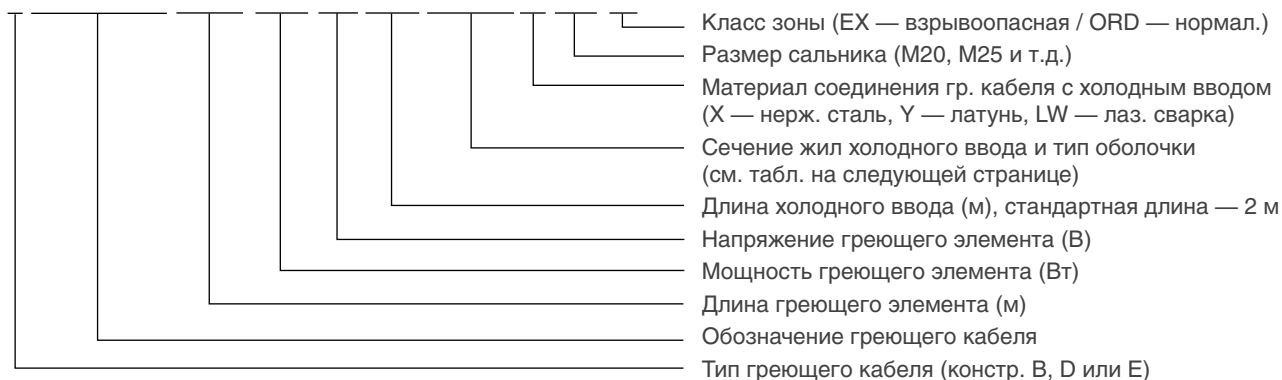 Класс зоны (EX — взрывоопасная / ORD — нормал.)
Размер сальника (M20, M25 и т.д.)
Материал соединения гр. кабеля с холодным вводом
(X — нерж. сталь, Y — латунь, LW — лаз. сварка)
Сечение жил холодного ввода и тип оболочки
(см. табл. на следующей странице)
Длина холодного ввода (м), стандартная длина — 2 м
Напряжение греющего элемента (В)
Мощность греющего элемента (Вт)
Длина греющего элемента (м)
Обозначение греющего кабеля
Тип греющего кабеля (констр. B, D или E)